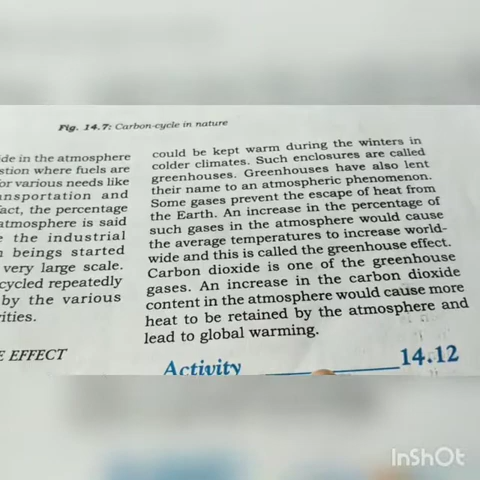 Fig. 14.7: Carbon-cycle in nature
de in the atmosphere
stion where fuels are
or various needs like
nsportation and
act, the percentage
atmosphere is said
the industrial
beings started
very large scale.
cycled repeatedly
by the various
ities.
EFFECT
could be kept warm during the winters in
colder climates. Such enclosures are called
greenhouses. Greenhouses have also lent
their name to an atmospheric phenomenon.
Some gases prevent the escape of heat from
the Earth. An increase in the percentage of
such gases in the atmosphere would cause
the average temperatures to increase world-
wide and this is called the greenhouse effect.
Carbon dioxide is one of the greenhouse
gases. An increase in the carbon dioxide
content in the atmosphere would cause more
heat to be retained by the atmosphere and
lead to global warming.
Activity 14.12
InShOt